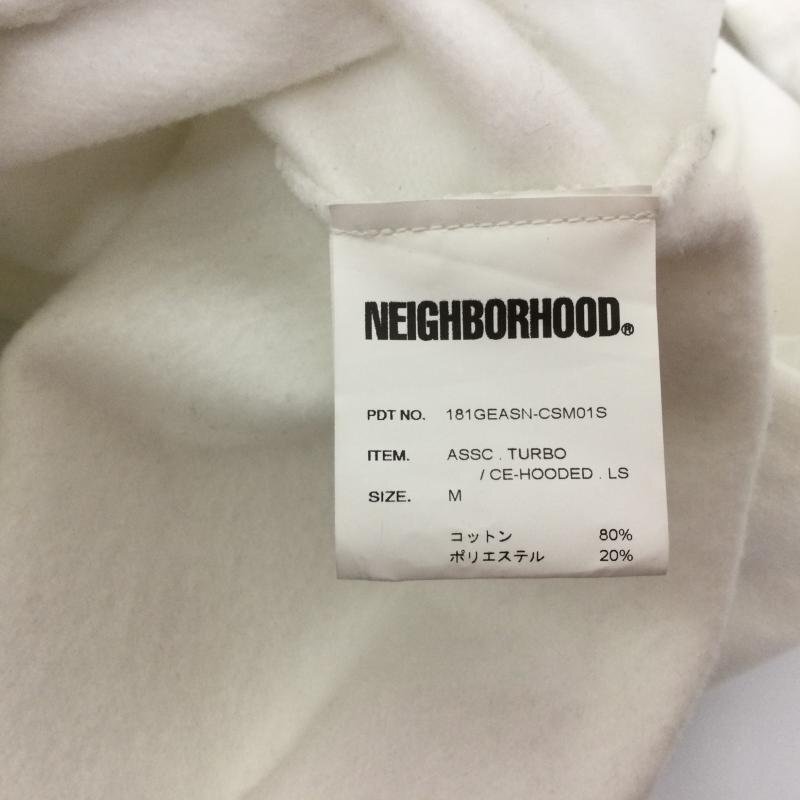 NEIGHBORHOOD®
PDT NO. 181GEASN-CSM01S
ITEM. ASSC . TURBO
/ CE-HOODED . LS
SIZE. M
コットン 80%
ポリエステル 20%